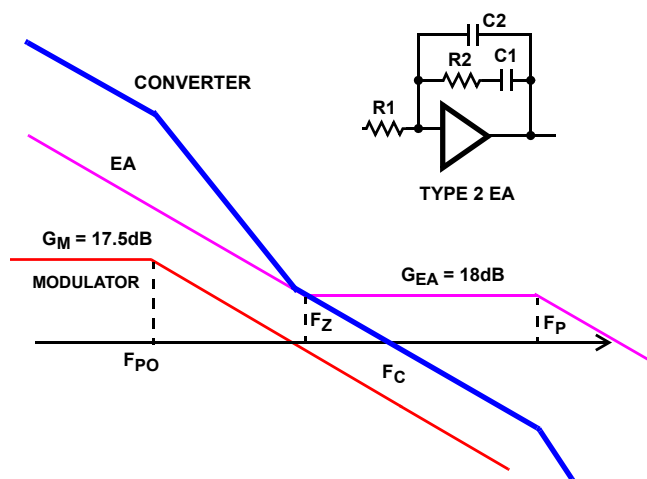 C2
CONVERTER
R2
C1
R1
EA
TYPE 2 EA
GM = 17.5dB
GEA = 18dB
MODULATOR
FZ
FP
FPO
FC